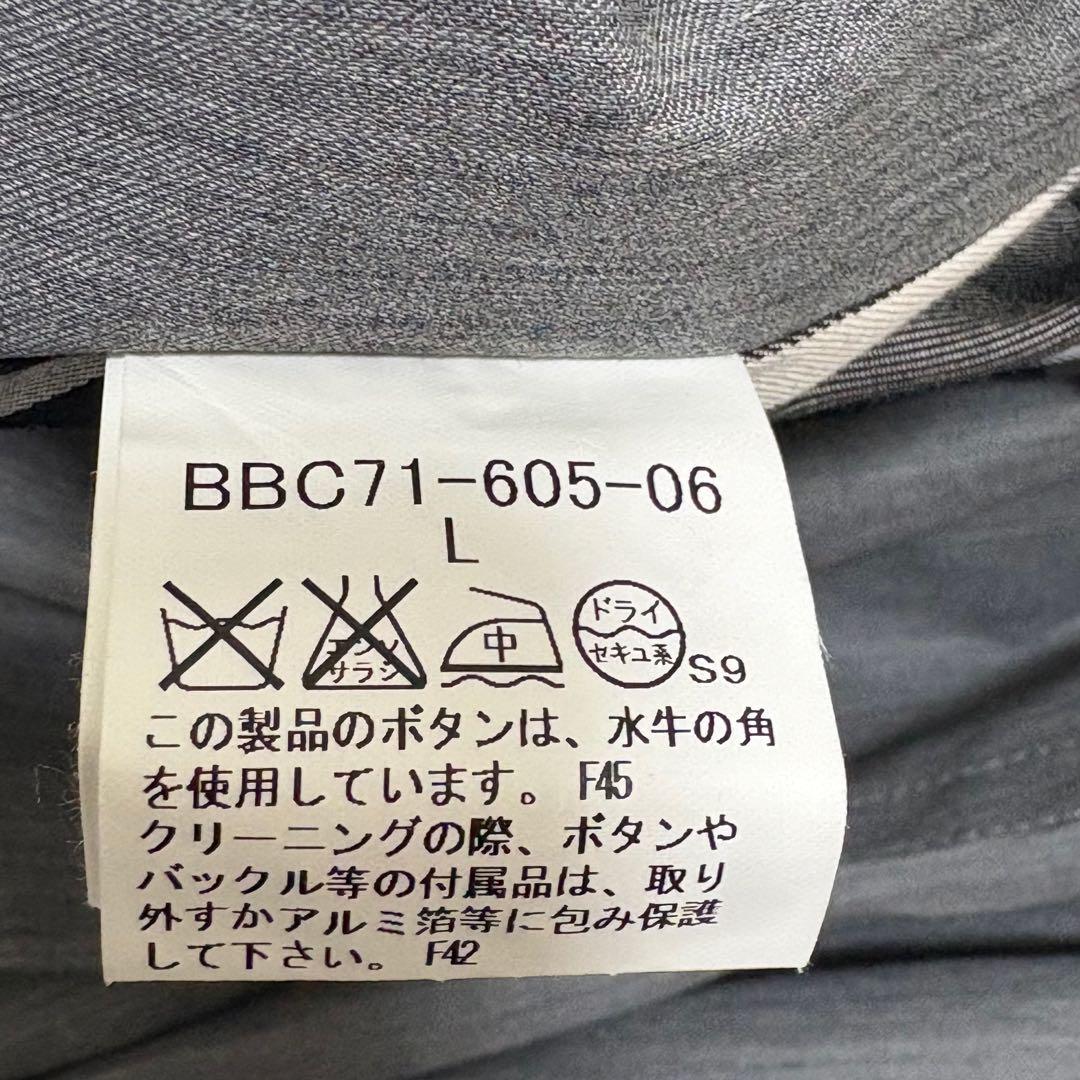 BBC71-605-06
L
エンソ
サラシ
中
ドライ
セキユ系
S9
この製品のボタンは、水牛の角
を使用しています。 F45
クリーニングの際、ボタンや
バックル等の付属品は、取り
外すかアルミ箔等に包み保護
して下さい。 F42